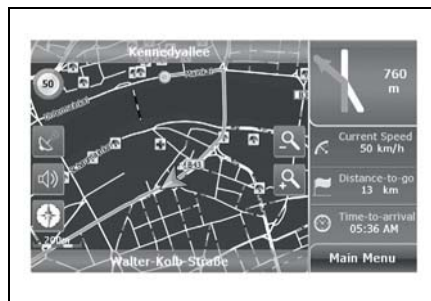 Kennedyallee
50
760
m
Current Speed
50 km/h
Distance-to-go
13 km
Time-to-arrival
05:36 AM
200m
Walter-Kolb-Straße
Main Menu